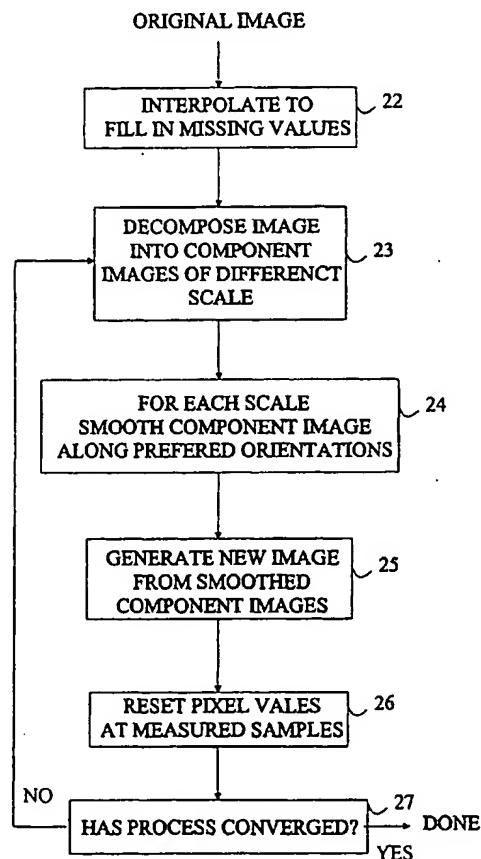 ORIGINAL IMAGE
INTERPOLATE TO
FILL IN MISSING VALUES
22
DECOMPOSE IMAGE
INTO COMPONENT
IMAGES OF DIFFERENCT
SCALE
23
FOR EACH SCALE
SMOOTH COMPONENT IMAGE
ALONG PREFERED ORIENTATIONS
24
GENERATE NEW IMAGE
FROM SMOOTHED
COMPONENT IMAGES
25
RESET PIXEL VALES
AT MEASURED SAMPLES
26
NO
HAS PROCESS CONVERGED?
27
DONE
YES